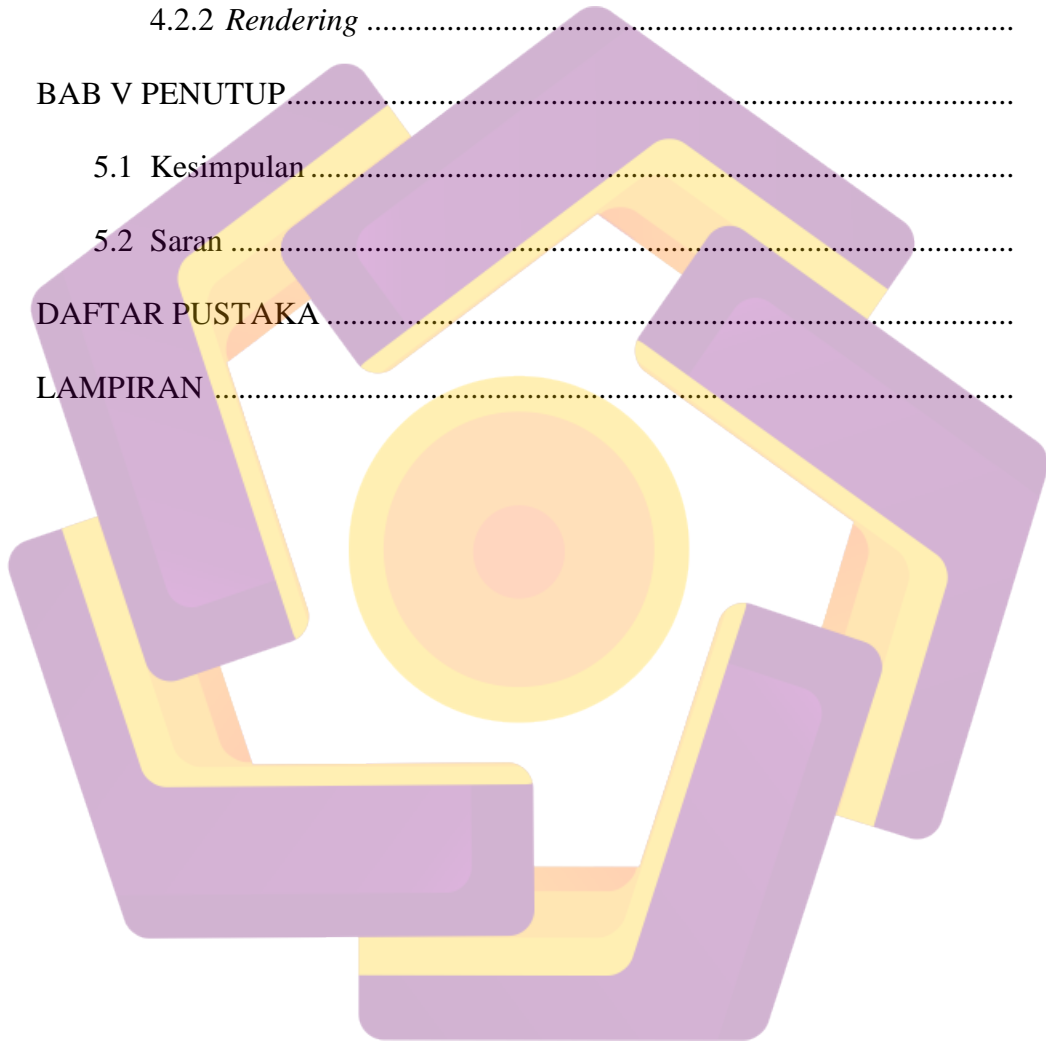 4.2.2 Rendering ................................................................................
BAB V PENUTUP..........................................................................................
5.1 Kesimpulan .......................................................................................
5.2 Saran ................................................................................................
DAFTAR PUSTAKA .....................................................................................
LAMPIRAN ..................................................................................................